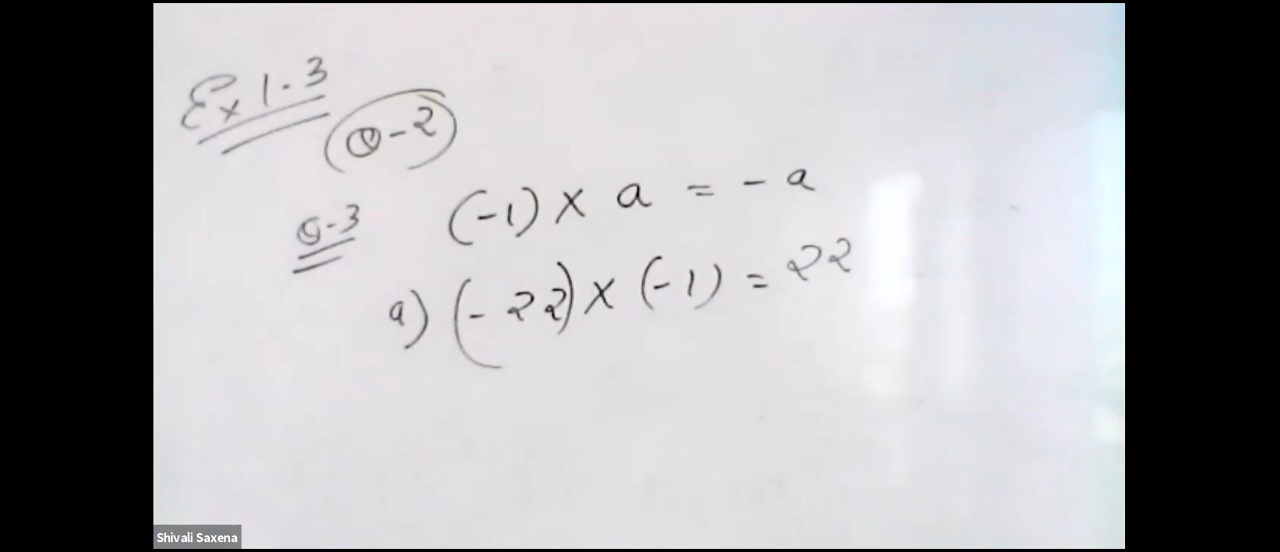 Ex 1.3
Q-2
Q-3 (-1) × a = - a
a) (-22) × (-1) = 22
Shivali Saxena